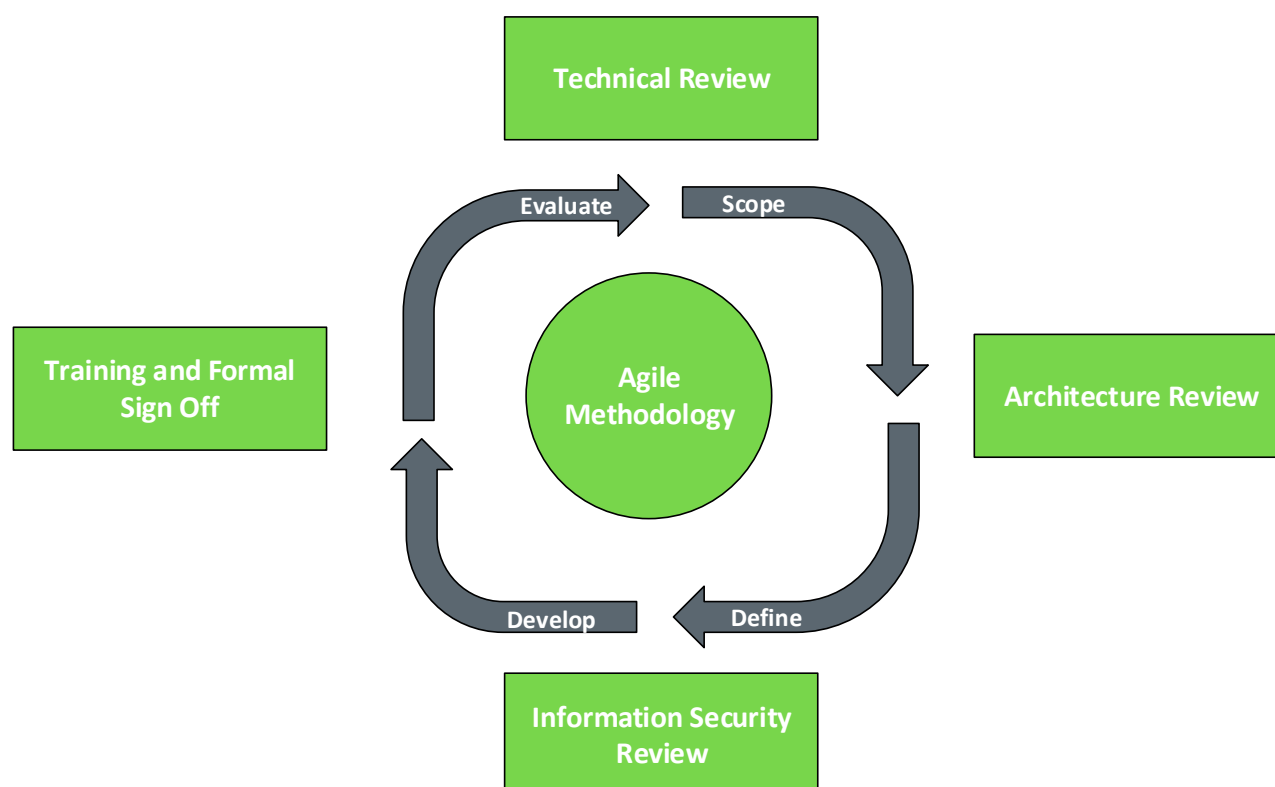 Technical Review
Evaluate
Scope
Training and Formal
Sign Off
Agile
Methodology
Architecture Review
Develop
Define
Information Security
Review